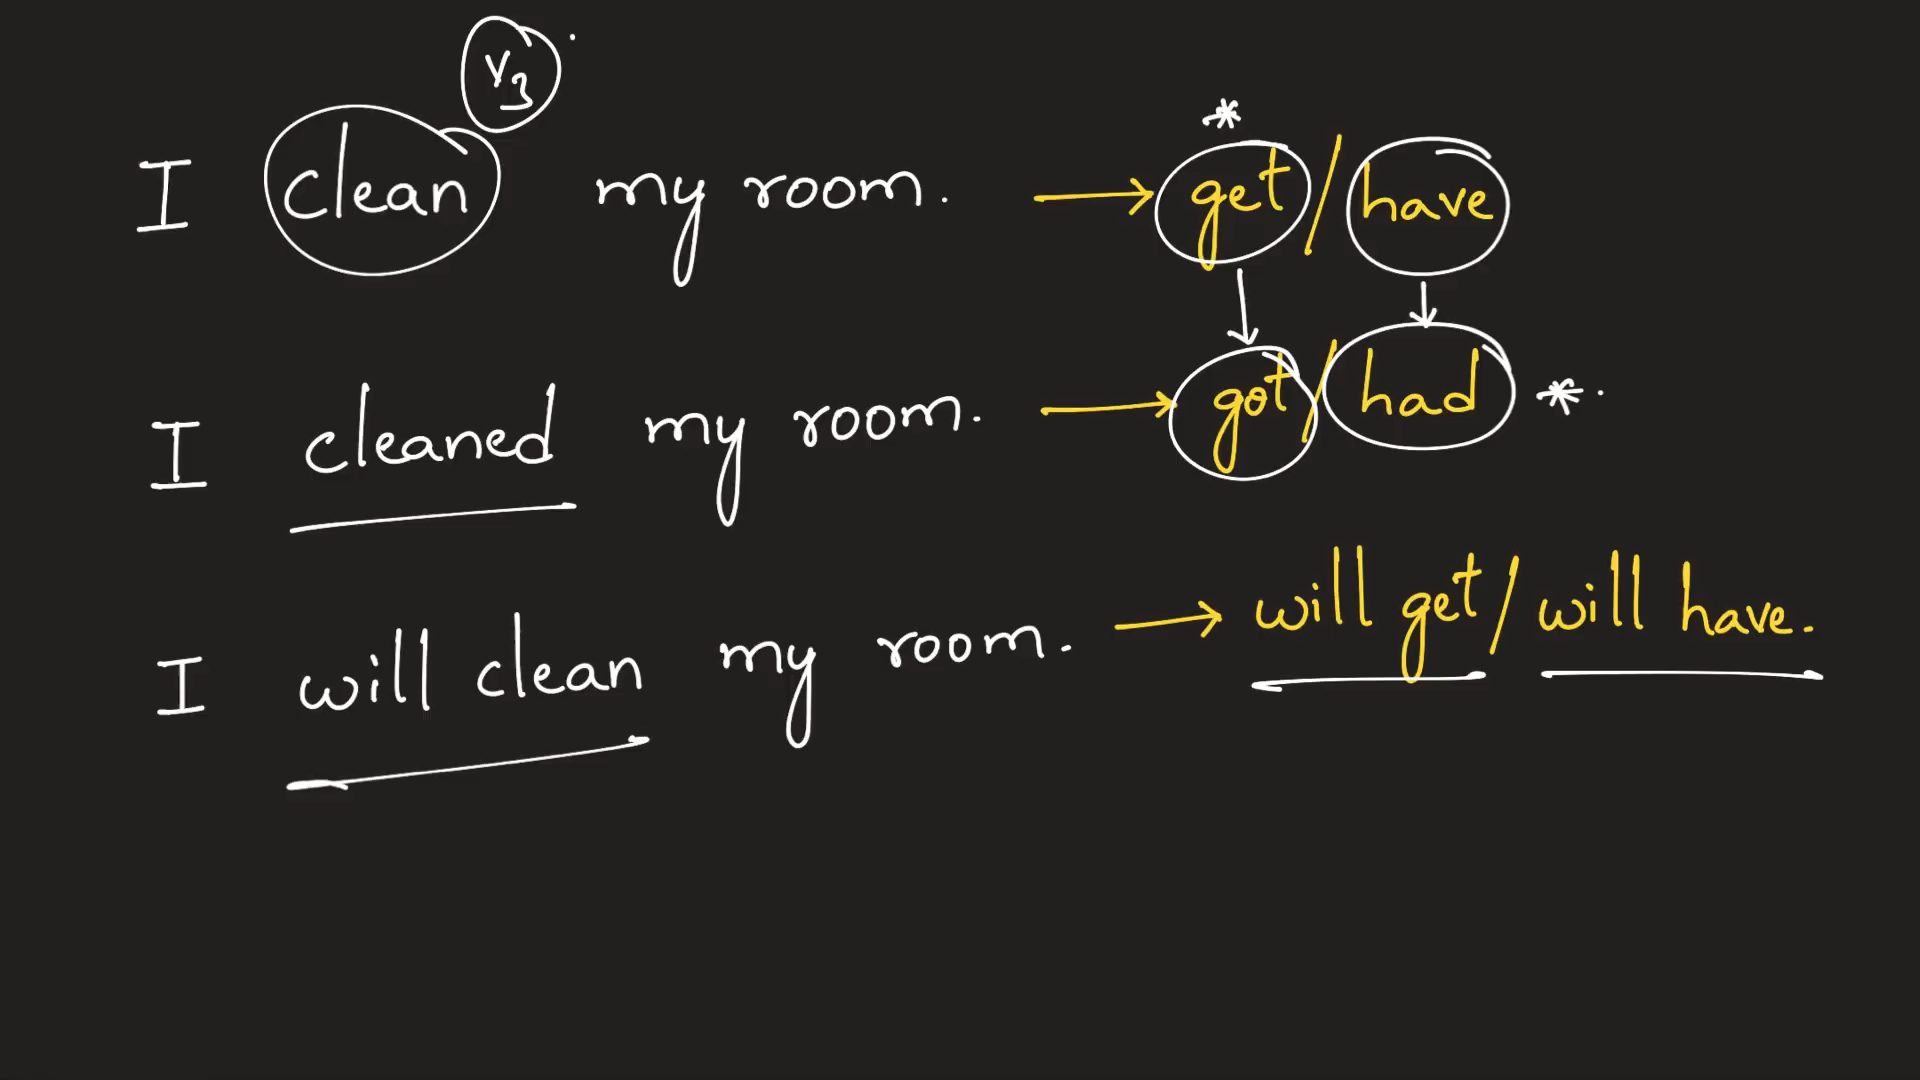 V3
I clean my room. → get / have
I cleaned my room. → got / had
I will clean my room. → will get / will have.